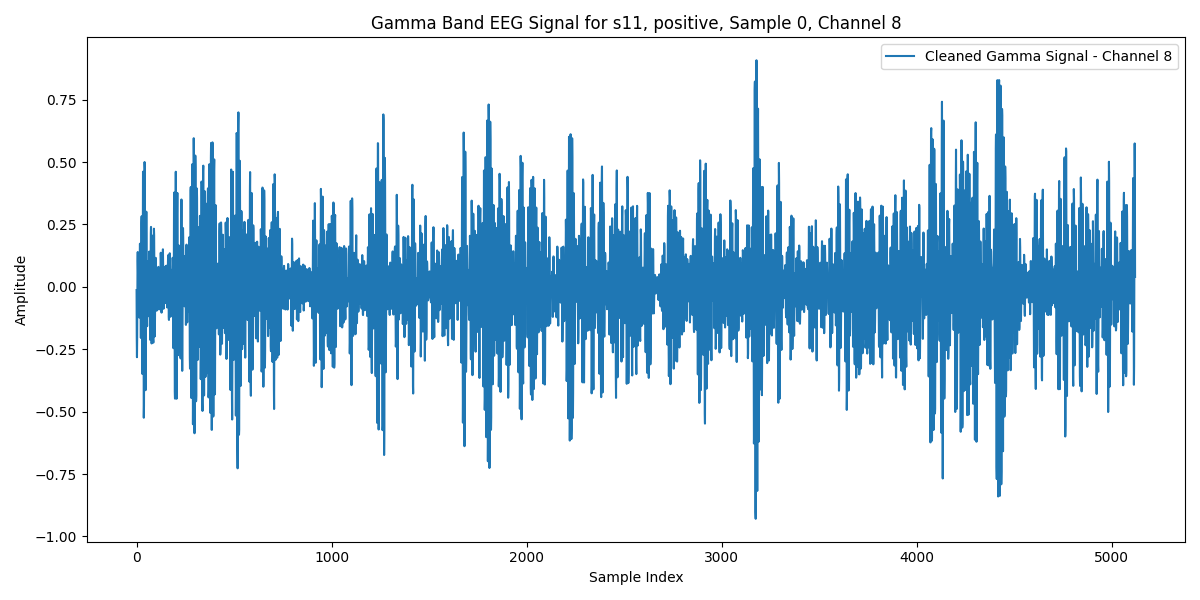 Gamma Band EEG Signal for s11, positive, Sample 0, Channel 8
Cleaned Gamma Signal - Channel 8
Amplitude
0.75
0.50
0.25
0.00
−0.25
−0.50
−0.75
−1.00
0 1000 2000 3000 4000 5000
Sample Index